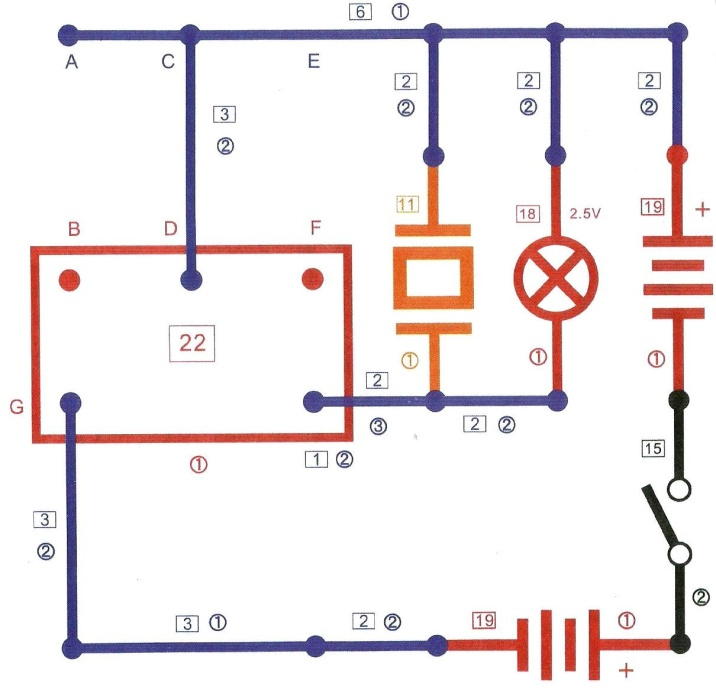 6 ①
A C E
2 2 2
② ② ②
3
②
11 18 2.5V 19 +
B D F
22
① ① ①
2
G
③ 2 ②
① 1 ② 15
3
②
②
3 ① 2 ② 19 ①
+